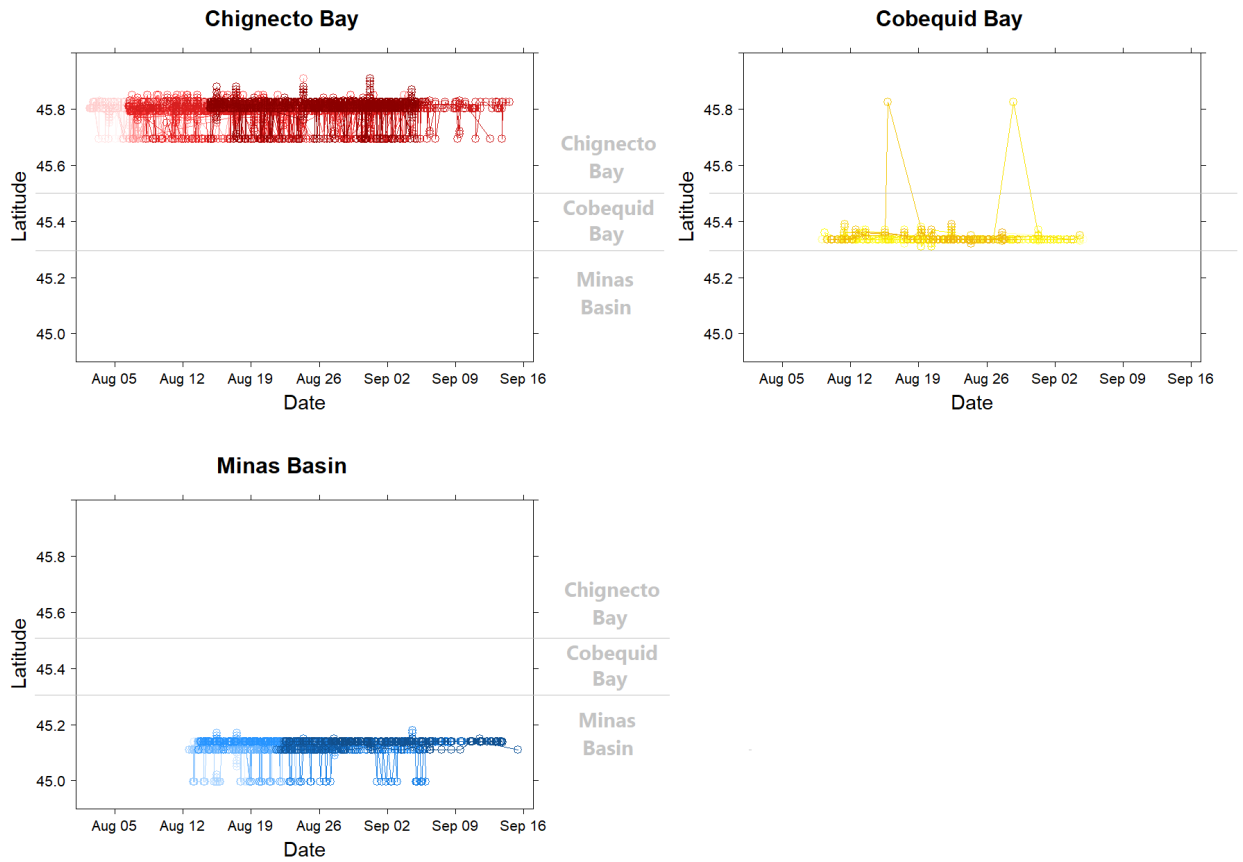 Chignecto Bay
Cobequid Bay
Latitude
45.8
45.6
45.4
45.2
45.0
Aug 05 Aug 12 Aug 19 Aug 26 Sep 02 Sep 09 Sep 16
Date
Chignecto
Bay
Cobequid
Bay
Minas
Basin
Latitude
45.8
45.6
45.4
45.2
45.0
Aug 05 Aug 12 Aug 19 Aug 26 Sep 02 Sep 09 Sep 16
Date
Minas Basin
Latitude
45.8
45.6
45.4
45.2
45.0
Aug 05 Aug 12 Aug 19 Aug 26 Sep 02 Sep 09 Sep 16
Date
Chignecto
Bay
Cobequid
Bay
Minas
Basin